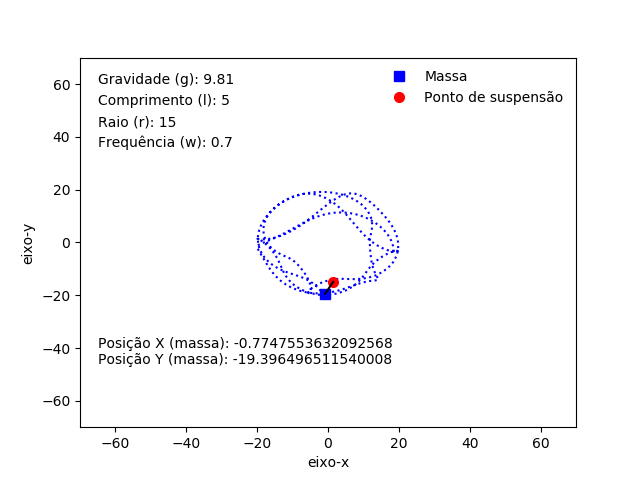 Gravidade (g): 9.81
Comprimento (l): 5
Raio (r): 15
Frequência (w): 0.7
Massa
Ponto de suspensão
60
40
20
0
−20
−40
−60
eixo-y
Posição X (massa): -0.7747553632092568
Posição Y (massa): -19.396496511540008
−60 −40 −20 0 20 40 60
eixo-x